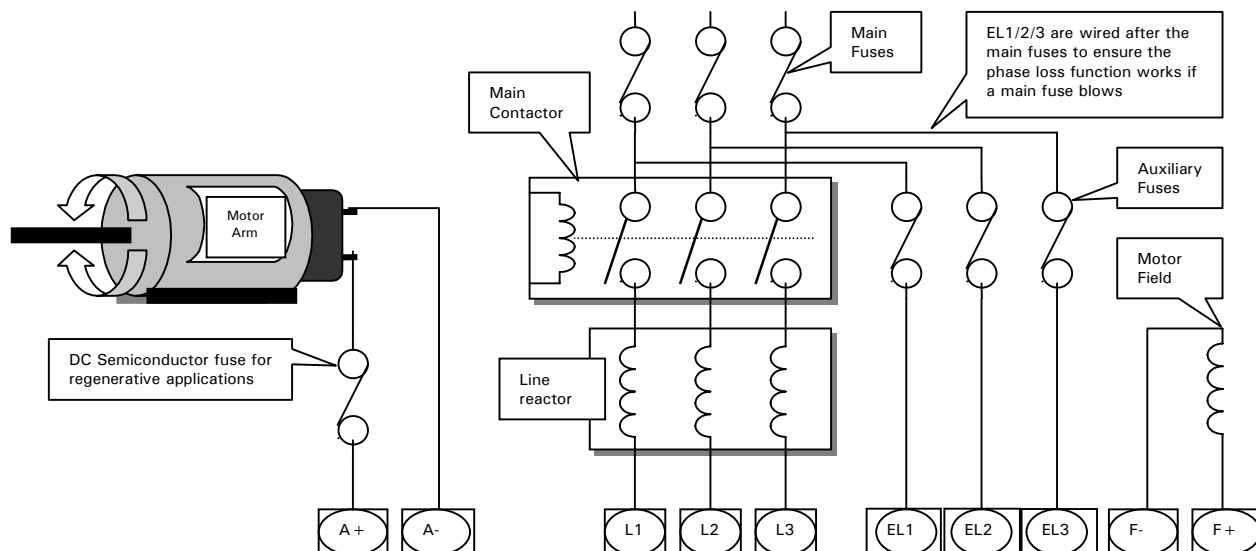 Main
Fuses
EL1/2/3 are wired after the
main fuses to ensure the
phase loss function works if
a main fuse blows
Main
Contactor
Auxiliary
Fuses
Motor
Arm
Motor
Field
DC Semiconductor fuse for
regenerative applications
Line
reactor
A+
A-
L1
L2
L3
EL1
EL2
EL3
F-
F+